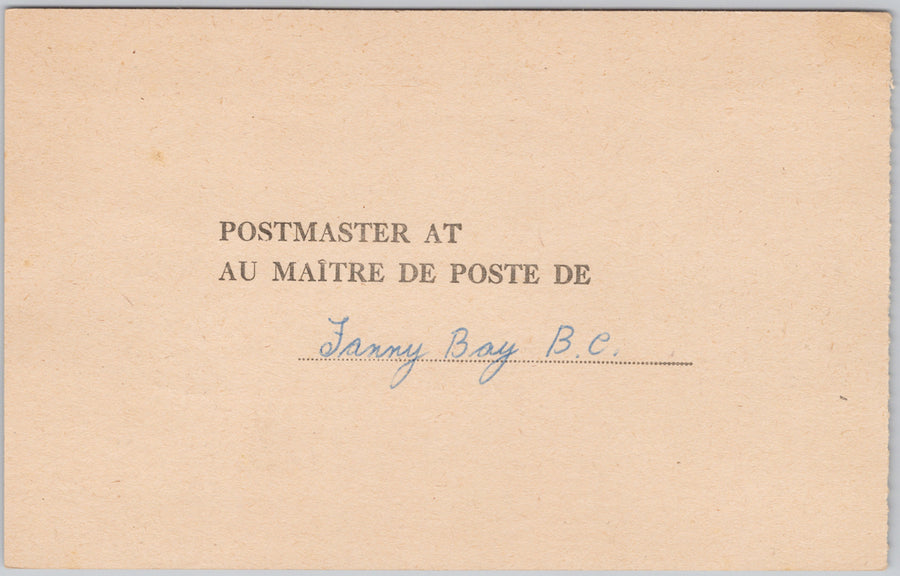 POSTMASTER AT
AU MAÎTRE DE POSTE DE
Fanny Bay B.C.